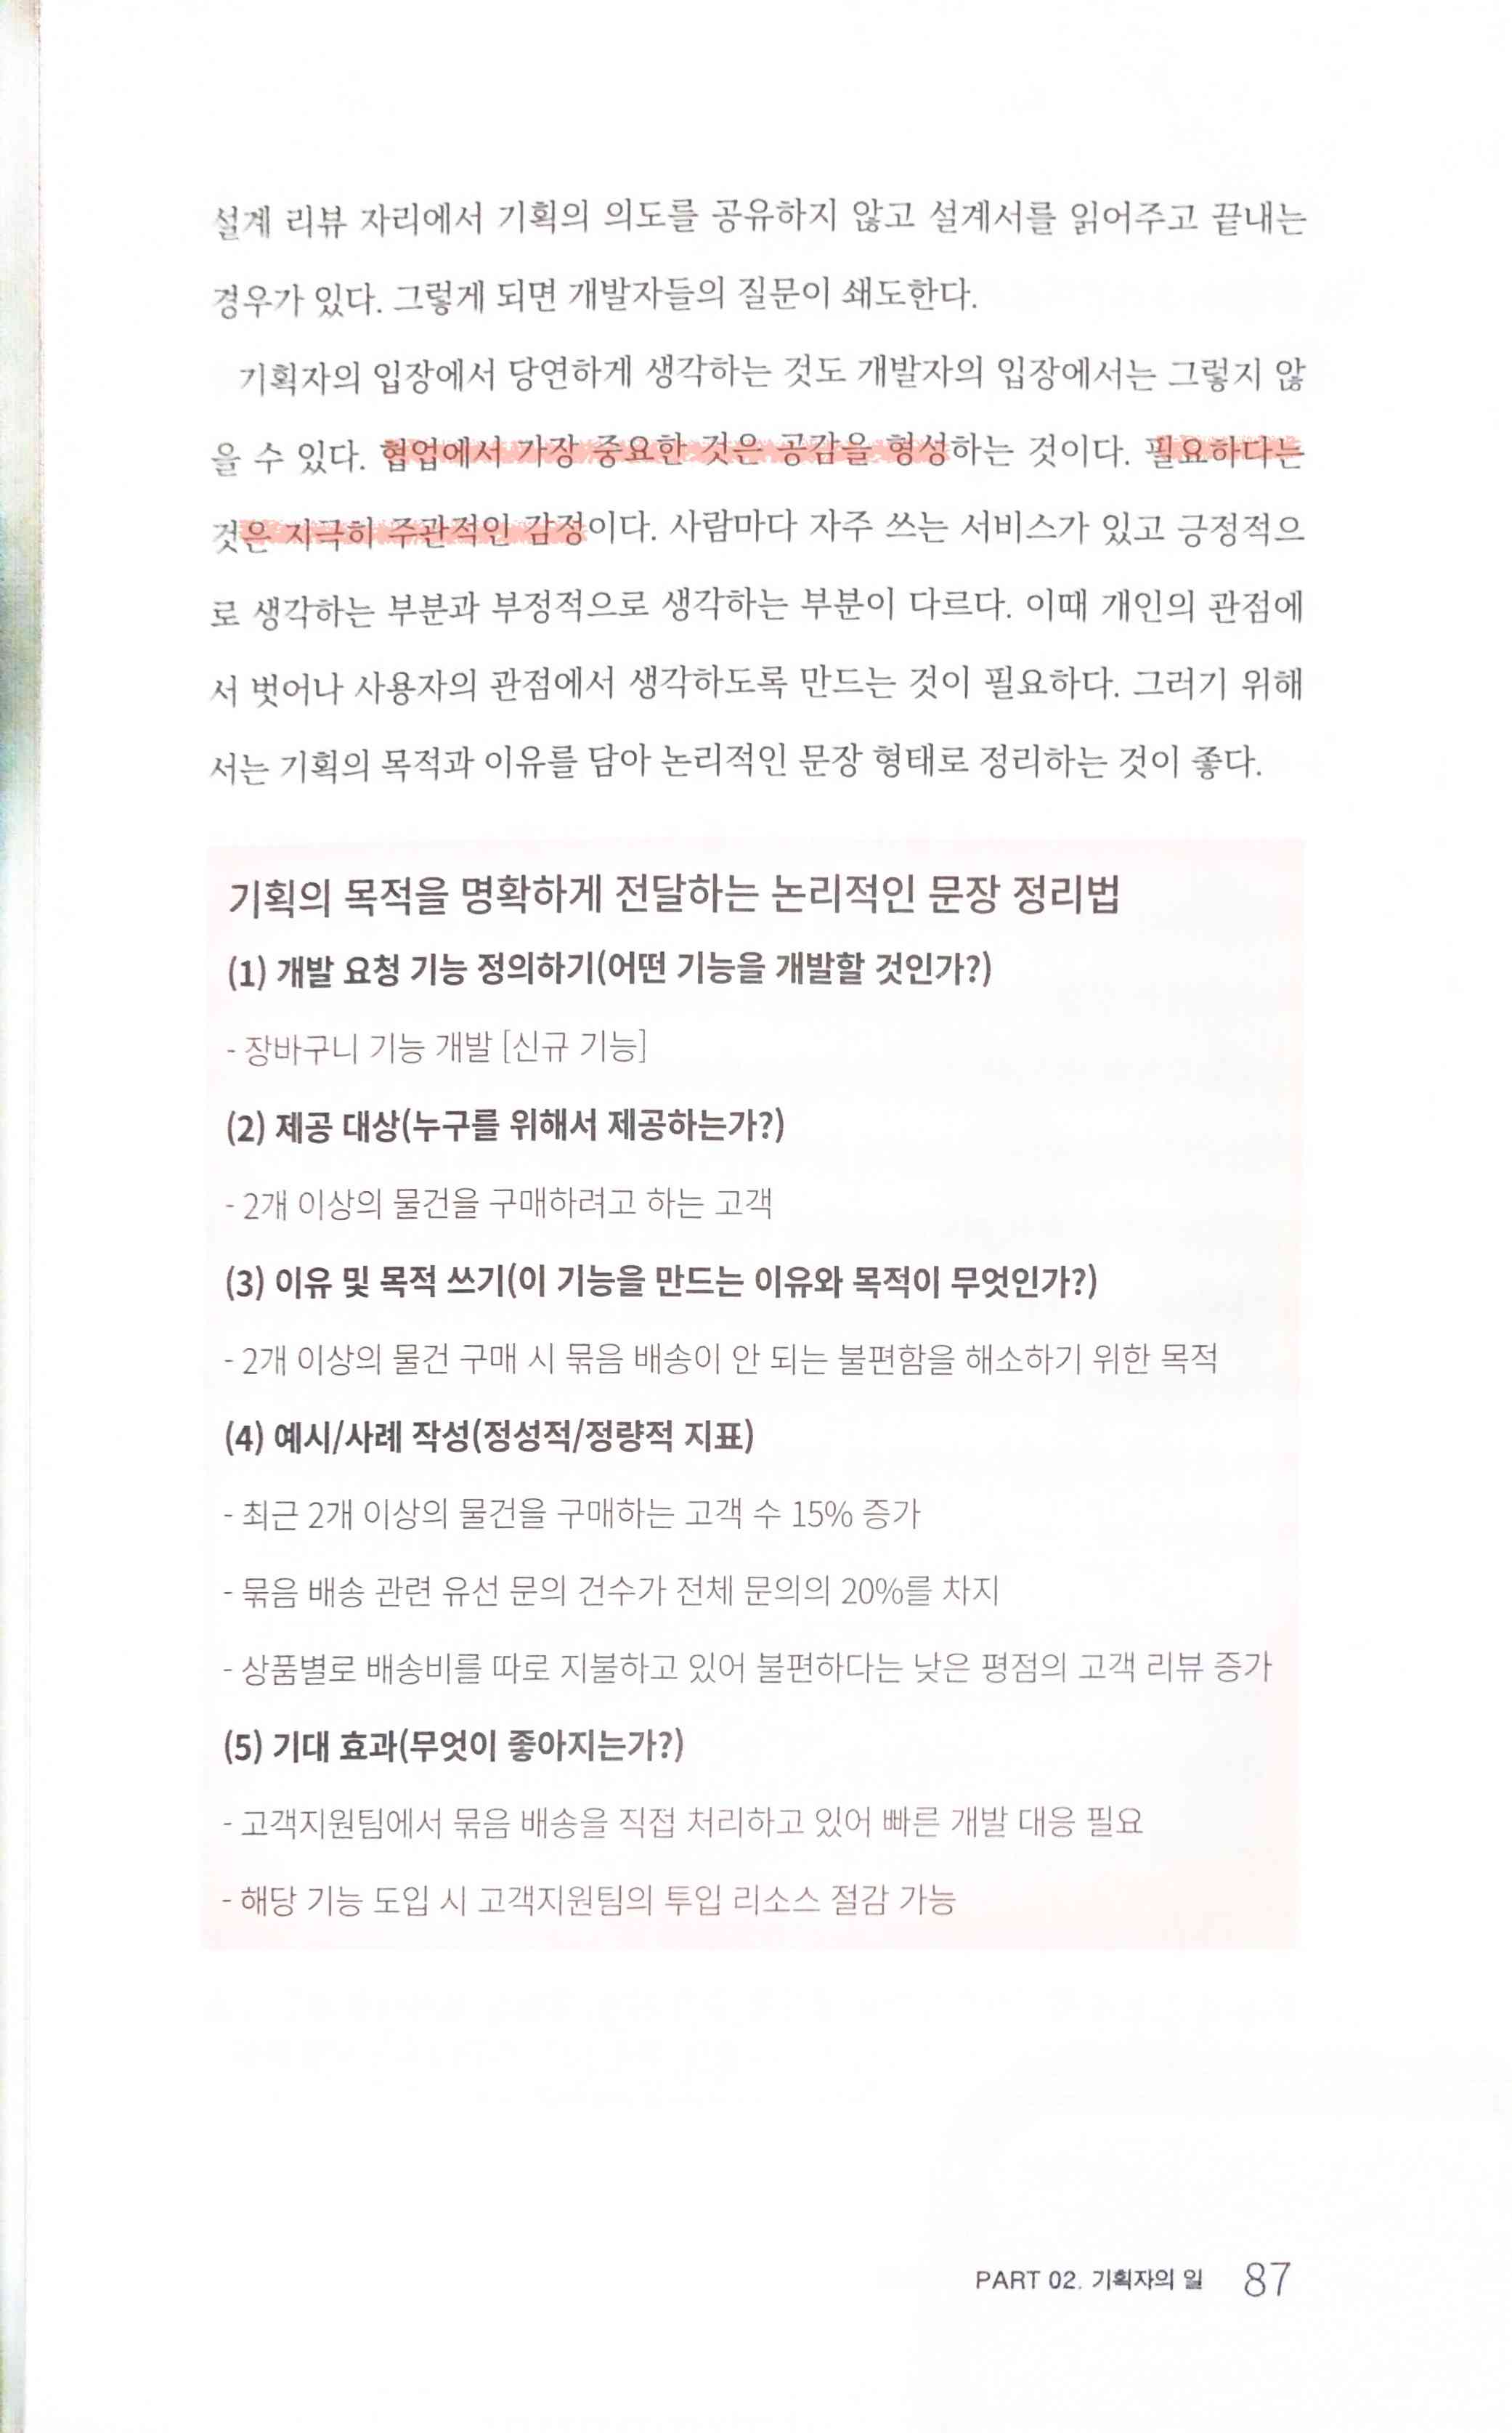 설계 리뷰 자리에서 기획의 의도를 공유하지 않고 설계서를 읽어주고 끝내는
경우가 있다. 그렇게 되면 개발자들의 질문이 쇄도한다.
기획자의 입장에서 당연하게 생각하는 것도 개발자의 입장에서는 그렇지 않
을 수 있다. 협업에서 가장 중요한 것은 공감을 형성하는 것이다. 필요하다는
것은 지극히 주관적인 감정이다. 사람마다 자주 쓰는 서비스가 있고 긍정적으
로 생각하는 부분과 부정적으로 생각하는 부분이 다르다. 이때 개인의 관점에
서 벗어나 사용자의 관점에서 생각하도록 만드는 것이 필요하다. 그러기 위해
서는 기획의 목적과 이유를 담아 논리적인 문장 형태로 정리하는 것이 좋다.
기획의 목적을 명확하게 전달하는 논리적인 문장 정리법
(1) 개발 요청 기능 정의하기(어떤 기능을 개발할 것인가?)
- 장바구니 기능 개발 [신규 기능]
(2) 제공 대상(누구를 위해서 제공하는가?)
- 2개 이상의 물건을 구매하려고 하는 고객
(3) 이유 및 목적 쓰기(이 기능을 만드는 이유와 목적이 무엇인가?)
- 2개 이상의 물건 구매 시 묶음 배송이 안 되는 불편함을 해소하기 위한 목적
(4) 예시/사례 작성(정성적/정량적 지표)
- 최근 2개 이상의 물건을 구매하는 고객 수 15% 증가
- 묶음 배송 관련 유선 문의 건수가 전체 문의의 20%를 차지
- 상품별로 배송비를 따로 지불하고 있어 불편하다는 낮은 평점의 고객 리뷰 증가
(5) 기대 효과(무엇이 좋아지는가?)
- 고객지원팀에서 묶음 배송을 직접 처리하고 있어 빠른 개발 대응 필요
- 해당 기능 도입 시 고객지원팀의 투입 리소스 절감 가능
PART 02. 기획자의 일 87